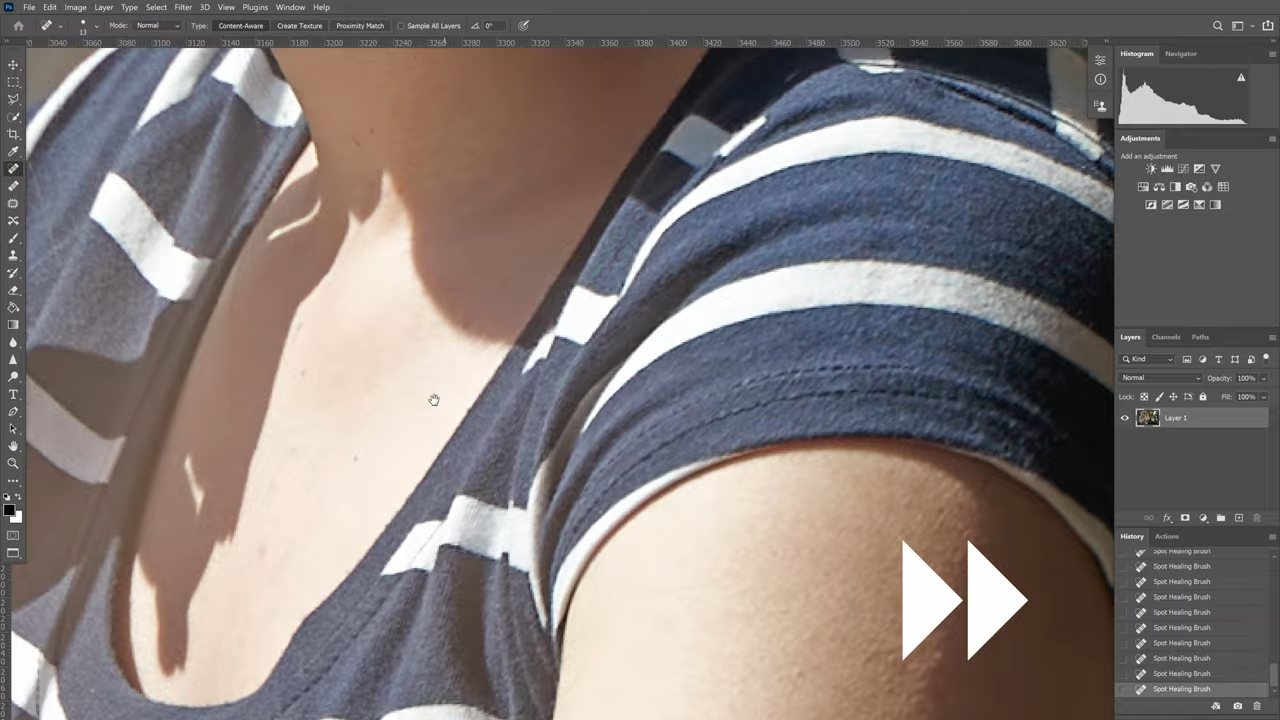 Ps File Edit Image Layer Type Select Filter 3D View Plugins Window Help
13 Mode: Normal Type: Content-Aware Create Texture Proximity Match Sample All Layers 0°
3040 3060 3080 3100 3120 3140 3160 3180 3200 3220 3240 3260 3280 3300 3320 3340 3360 3380 3400 3420 3440 3460 3480 3500 3520 3540 3560 3580 3600 3620
Histogram Navigator
Adjustments
Add an adjustment
Layers Channels Paths
Kind
Normal Opacity: 100%
Lock: Fill: 100%
Layer 1
History Actions
Spot Healing Brush
Spot Healing Brush
Spot Healing Brush
Spot Healing Brush
Spot Healing Brush
Spot Healing Brush
Spot Healing Brush
Spot Healing Brush
Spot Healing Brush
Spot Healing Brush